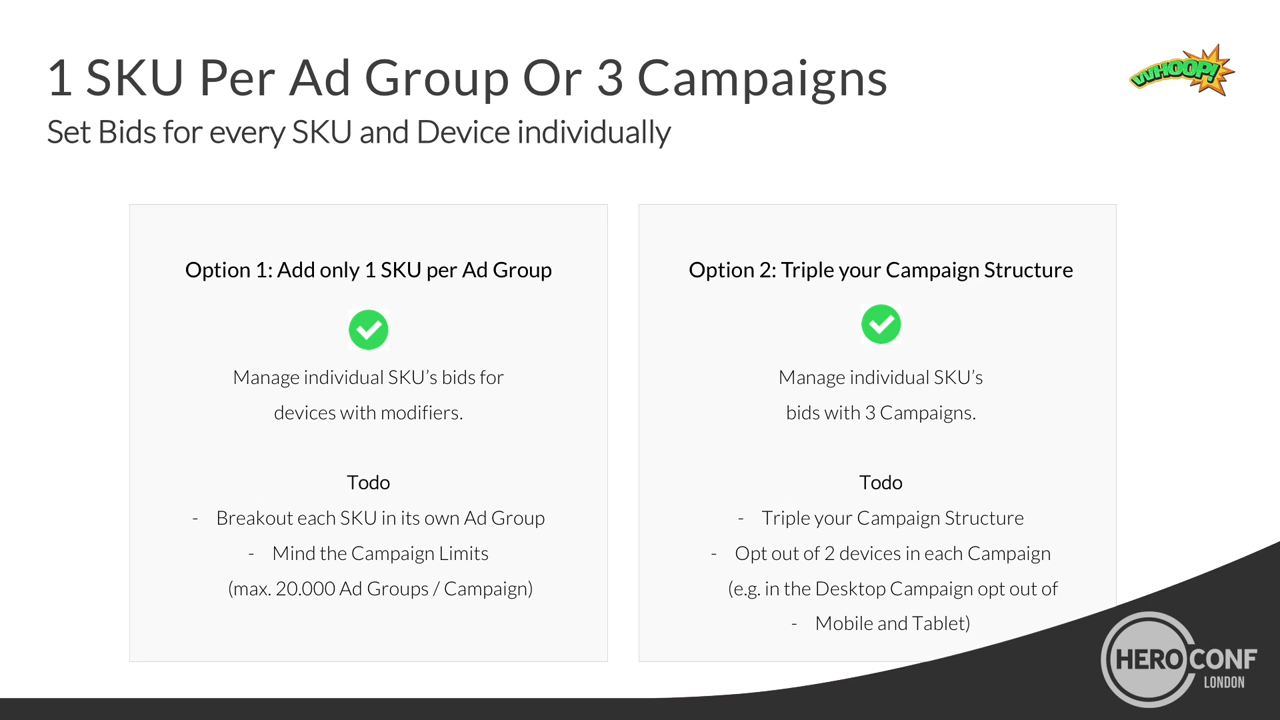 1 SKU Per Ad Group Or 3 Campaigns
WHOOP!
Set Bids for every SKU and Device individually
Option 1: Add only 1 SKU per Ad Group
Manage individual SKU’s bids for
devices with modifiers.
Todo
- Breakout each SKU in its own Ad Group
- Mind the Campaign Limits
(max. 20.000 Ad Groups / Campaign)
Option 2: Triple your Campaign Structure
Manage individual SKU’s
bids with 3 Campaigns.
Todo
- Triple your Campaign Structure
- Opt out of 2 devices in each Campaign
(e.g. in the Desktop Campaign opt out of
- Mobile and Tablet)
HEROCONF
LONDON